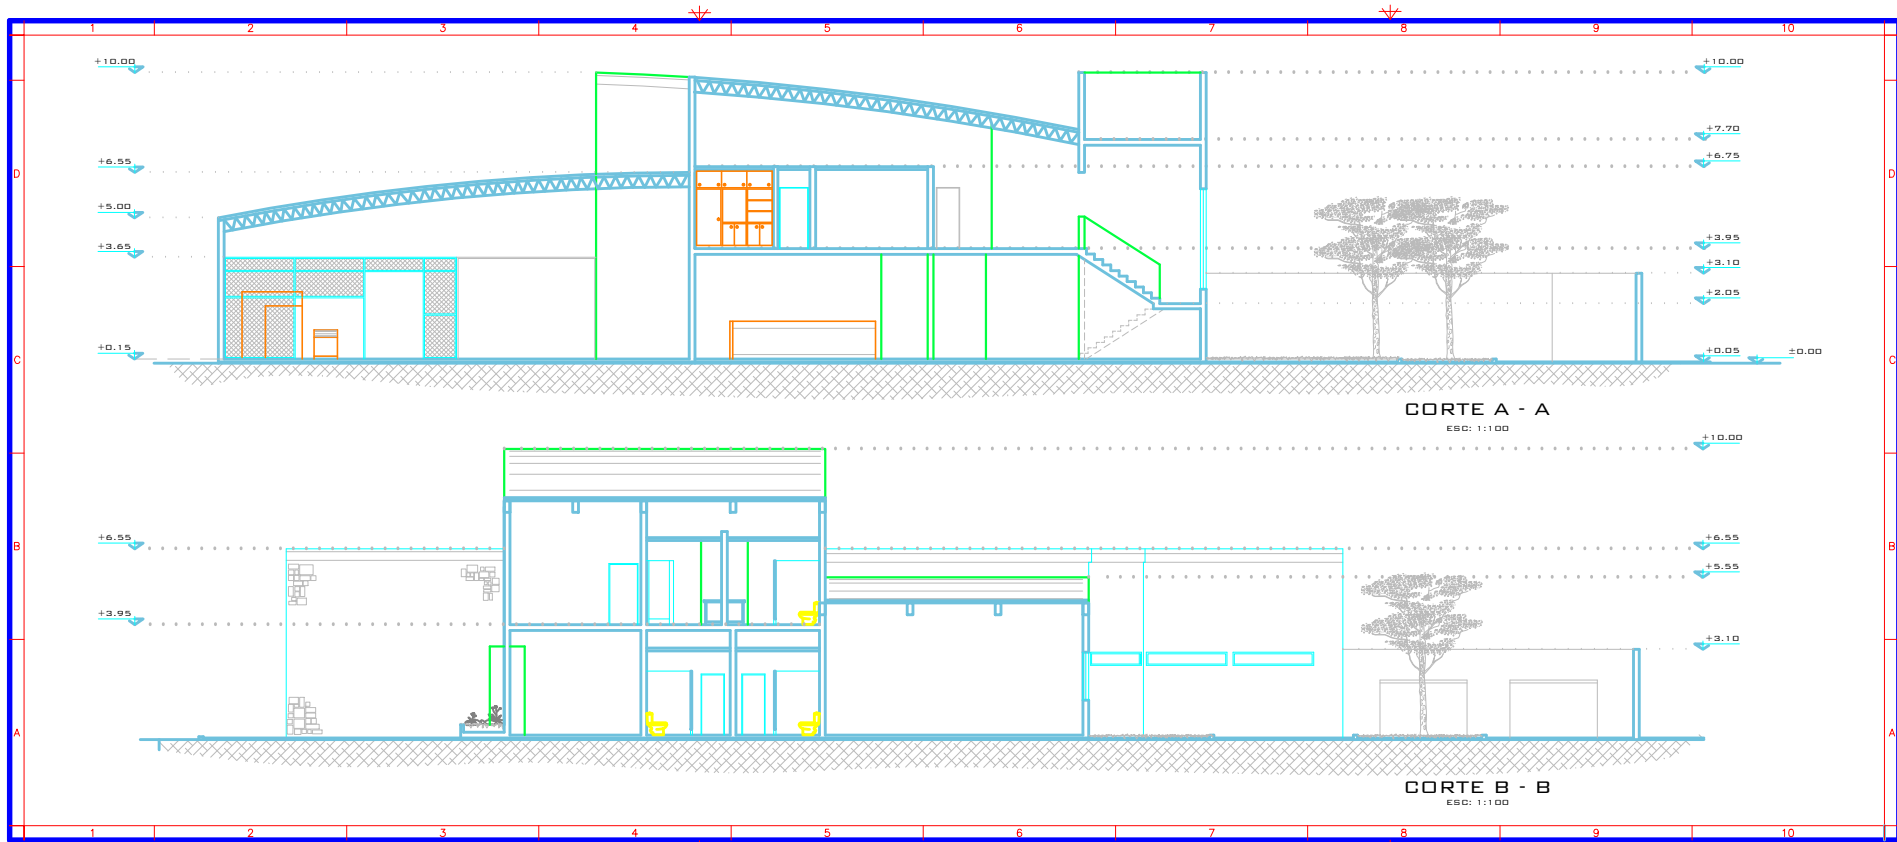 1 2 3 4 5 6 7 8 9 10
+10.00 +10.00
+7.70
+6.55 +6.75
D D
+5.00
+3.65 +3.95
+3.10
+2.05
+0.15 +0.05 ±0.00
C C
CORTE A - A
ESC: 1:100
+10.00
+6.55 +6.55
B B
+5.55
+3.95
+3.10
A A
CORTE B - B
ESC: 1:100
1 2 3 4 5 6 7 8 9 10